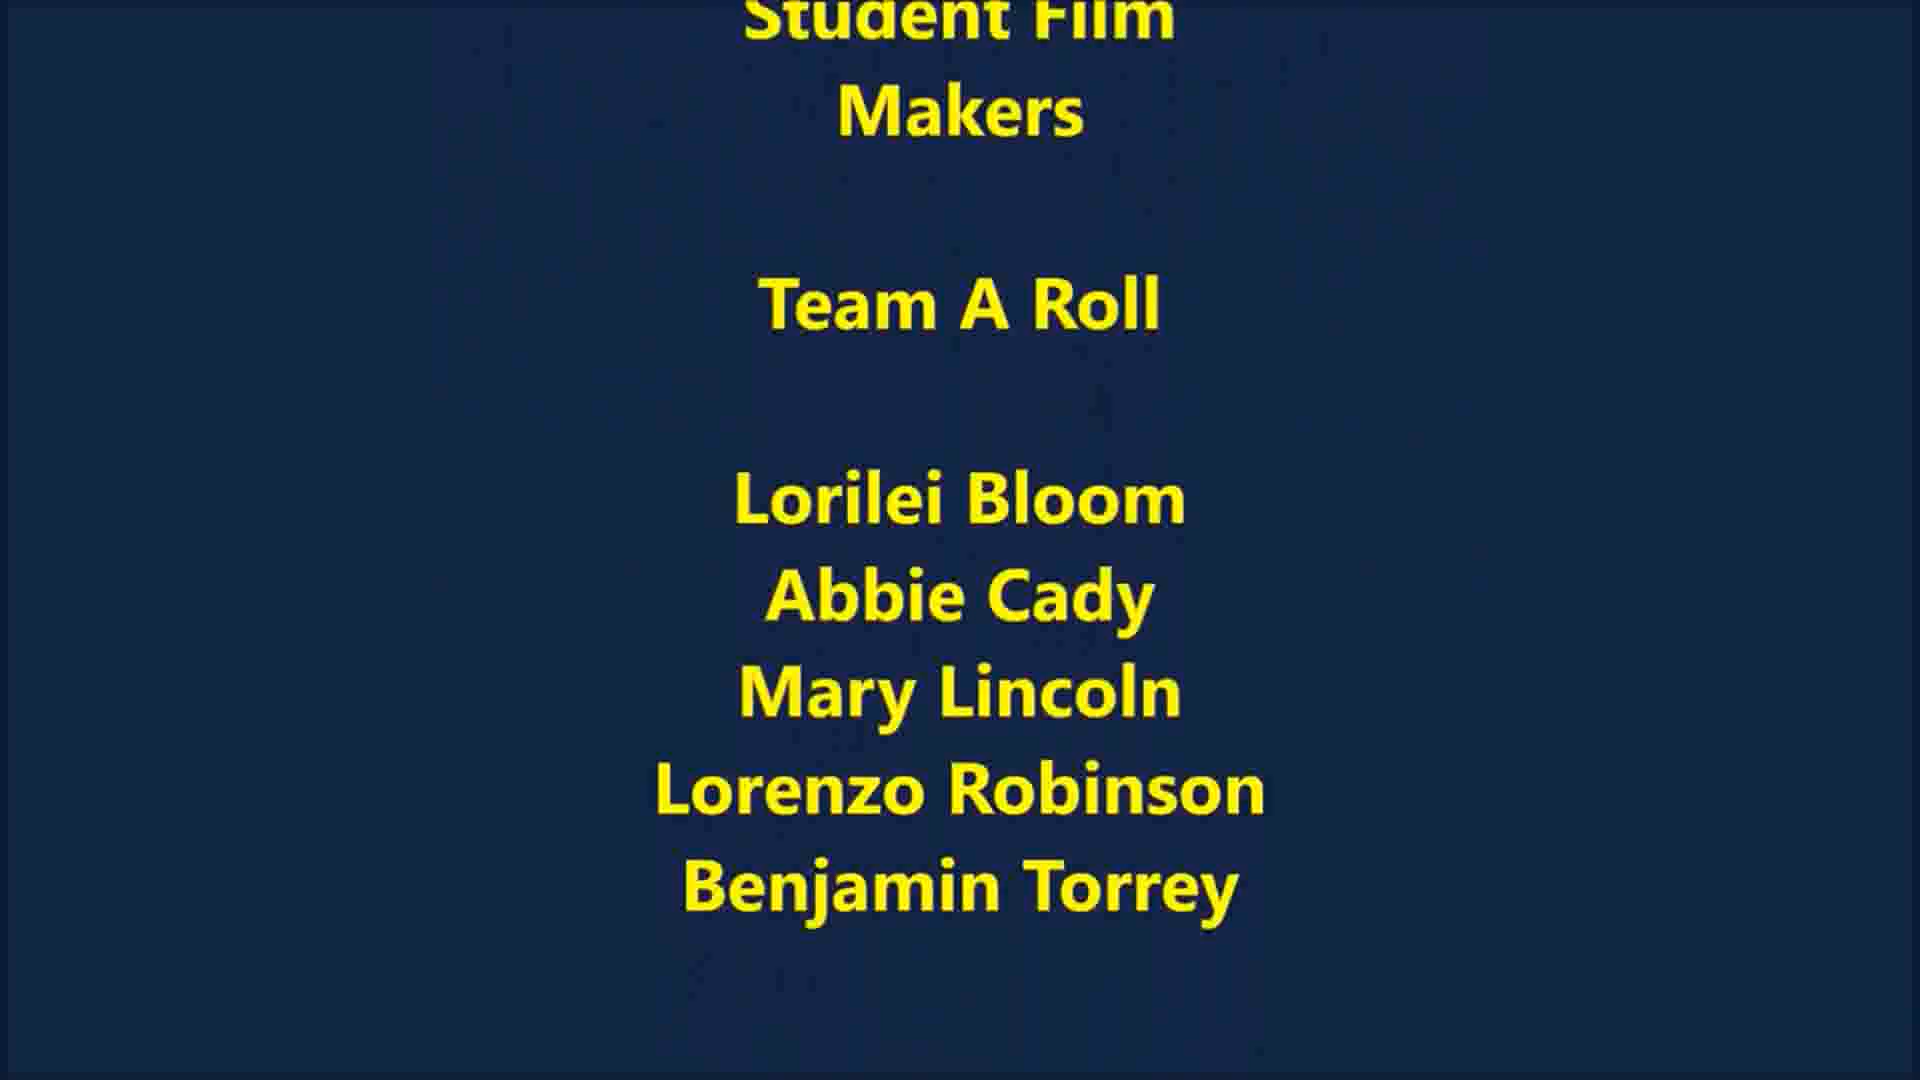 Student Film
Makers
Team A Roll
Lorilei Bloom
Abbie Cady
Mary Lincoln
Lorenzo Robinson
Benjamin Torrey